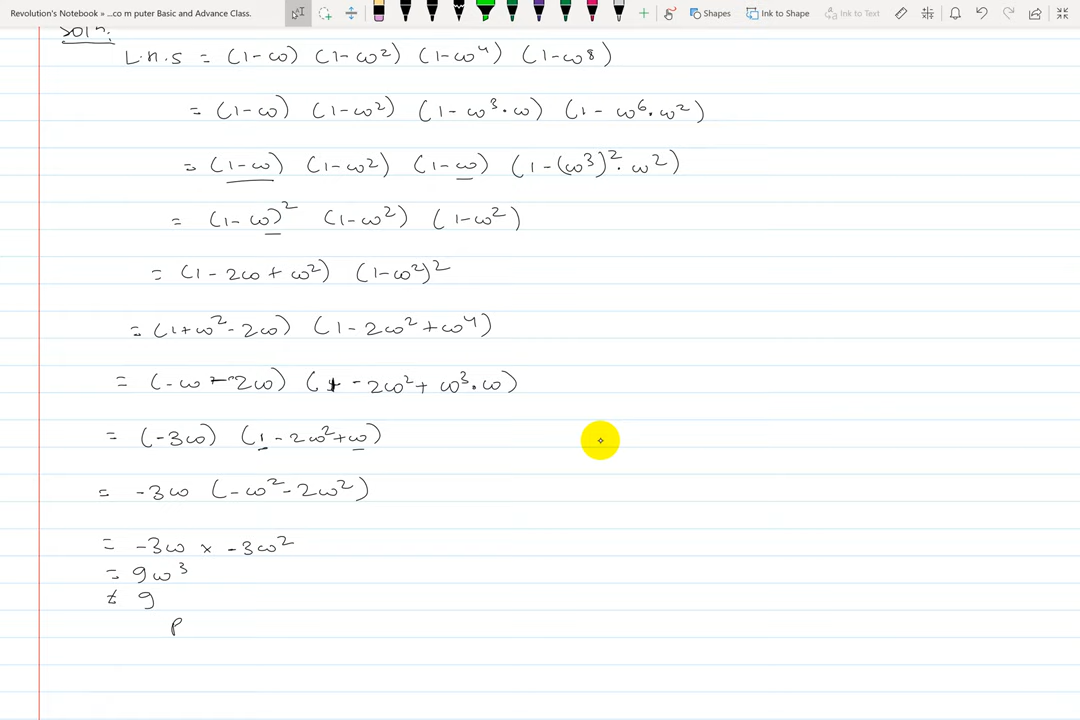 Revolution's Notebook » ...co m puter Basic and Advance Class.
Shapes
Ink to Shape
Ink to Text
Soln:
L.H.S = (1-ω) (1-ω²) (1-ω⁴) (1-ω8)
= (1-ω) (1-ω²) (1-ω³·ω) (1-ω⁶·ω²)
= (1-ω) (1-ω²) (1-ω) (1-(ω³)²·ω²)
= (1-ω)² (1-ω²) (1-ω²)
= (1-2ω+ω²) (1-ω²)²
= (1+ω²-2ω) (1-2ω²+ω⁴)
= (-ω-2ω) (1-2ω²+ω³·ω)
= (-3ω) (1-2ω²+ω)
= -3ω (-ω²-2ω²)
= -3ω × -3ω²
= 9ω³
= 9
P